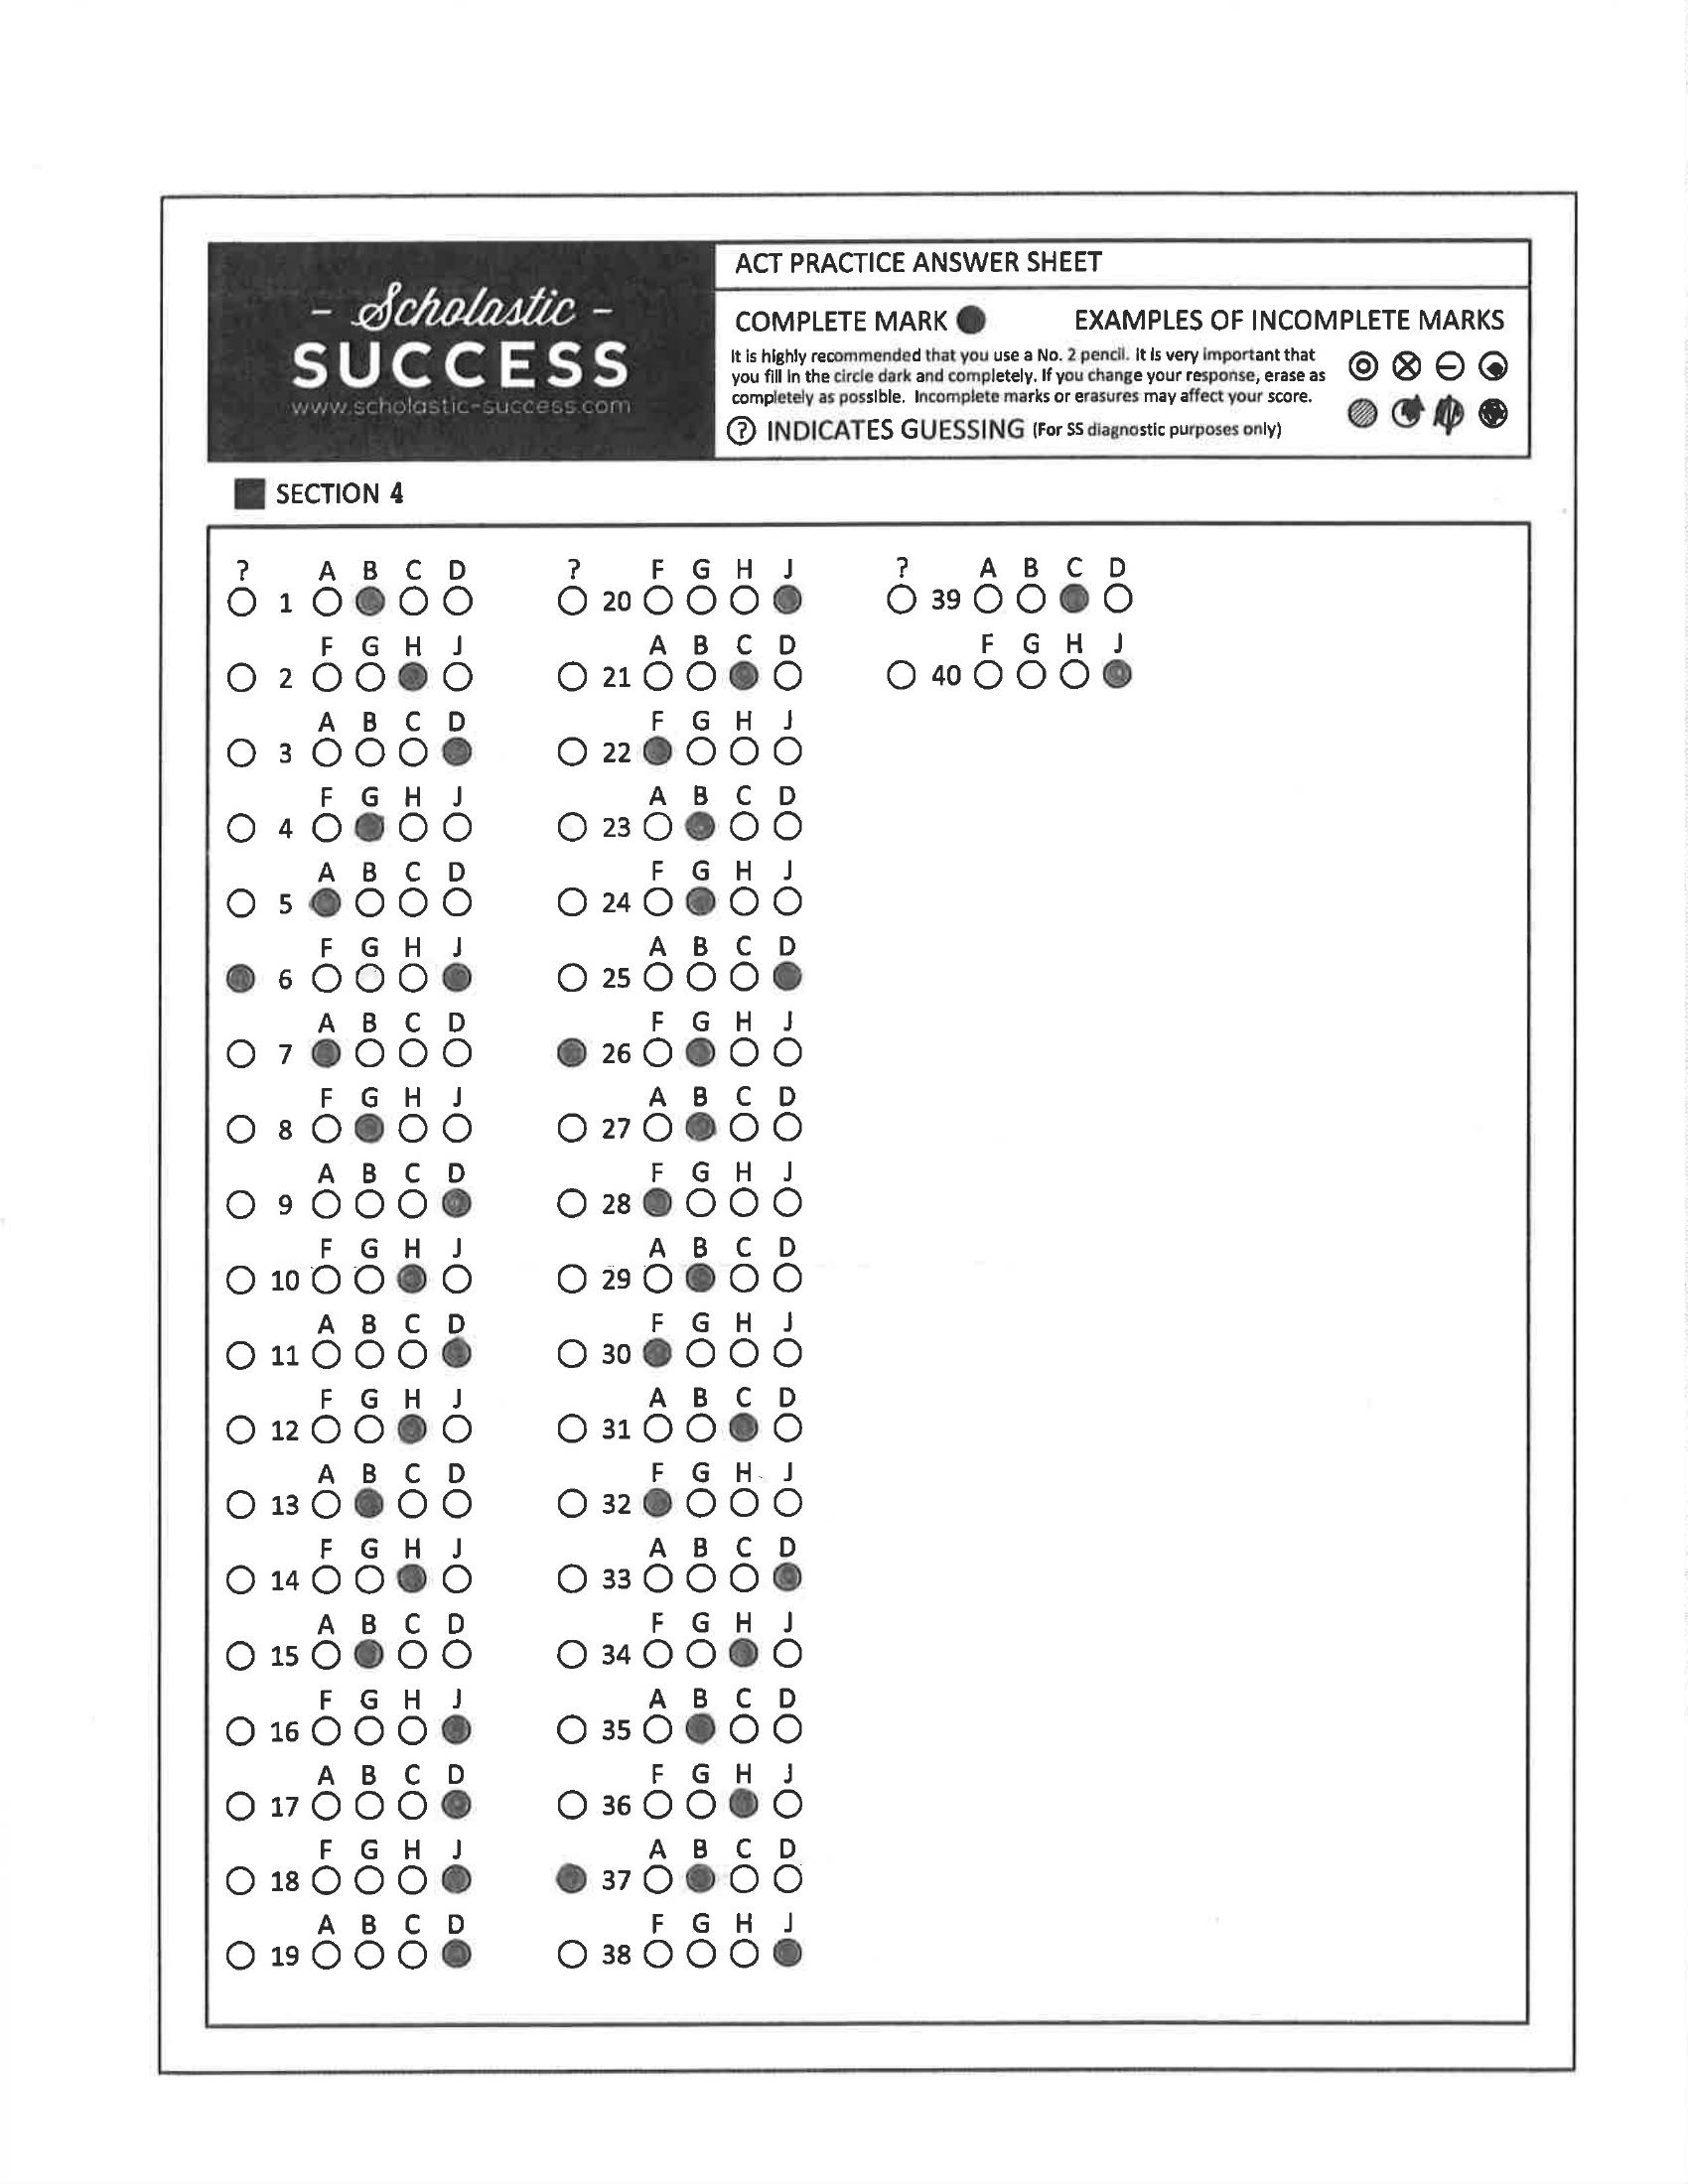 - Scholastic -
SUCCESS
www.scholastic-success.com
ACT PRACTICE ANSWER SHEET
COMPLETE MARK EXAMPLES OF INCOMPLETE MARKS
It is highly recommended that you use a No. 2 pencil. It is very important that
you fill in the circle dark and completely. If you change your response, erase as
completely as possible. Incomplete marks or erasures may affect your score.
? INDICATES GUESSING (For SS diagnostic purposes only)
SECTION 4
? A B C D
1
F G H J
2
A B C D
3
F G H J
4
A B C D
5
F G H J
6
A B C D
7
F G H J
8
A B C D
9
F G H J
10
A B C D
11
F G H J
12
A B C D
13
F G H J
14
A B C D
15
F G H J
16
A B C D
17
F G H J
18
A B C D
19
? F G H J
20
A B C D
21
F G H J
22
A B C D
23
F G H J
24
A B C D
25
F G H J
26
A B C D
27
F G H J
28
A B C D
29
F G H J
30
A B C D
31
F G H J
32
A B C D
33
F G H J
34
A B C D
35
F G H J
36
A B C D
37
F G H J
38
? A B C D
39
F G H J
40